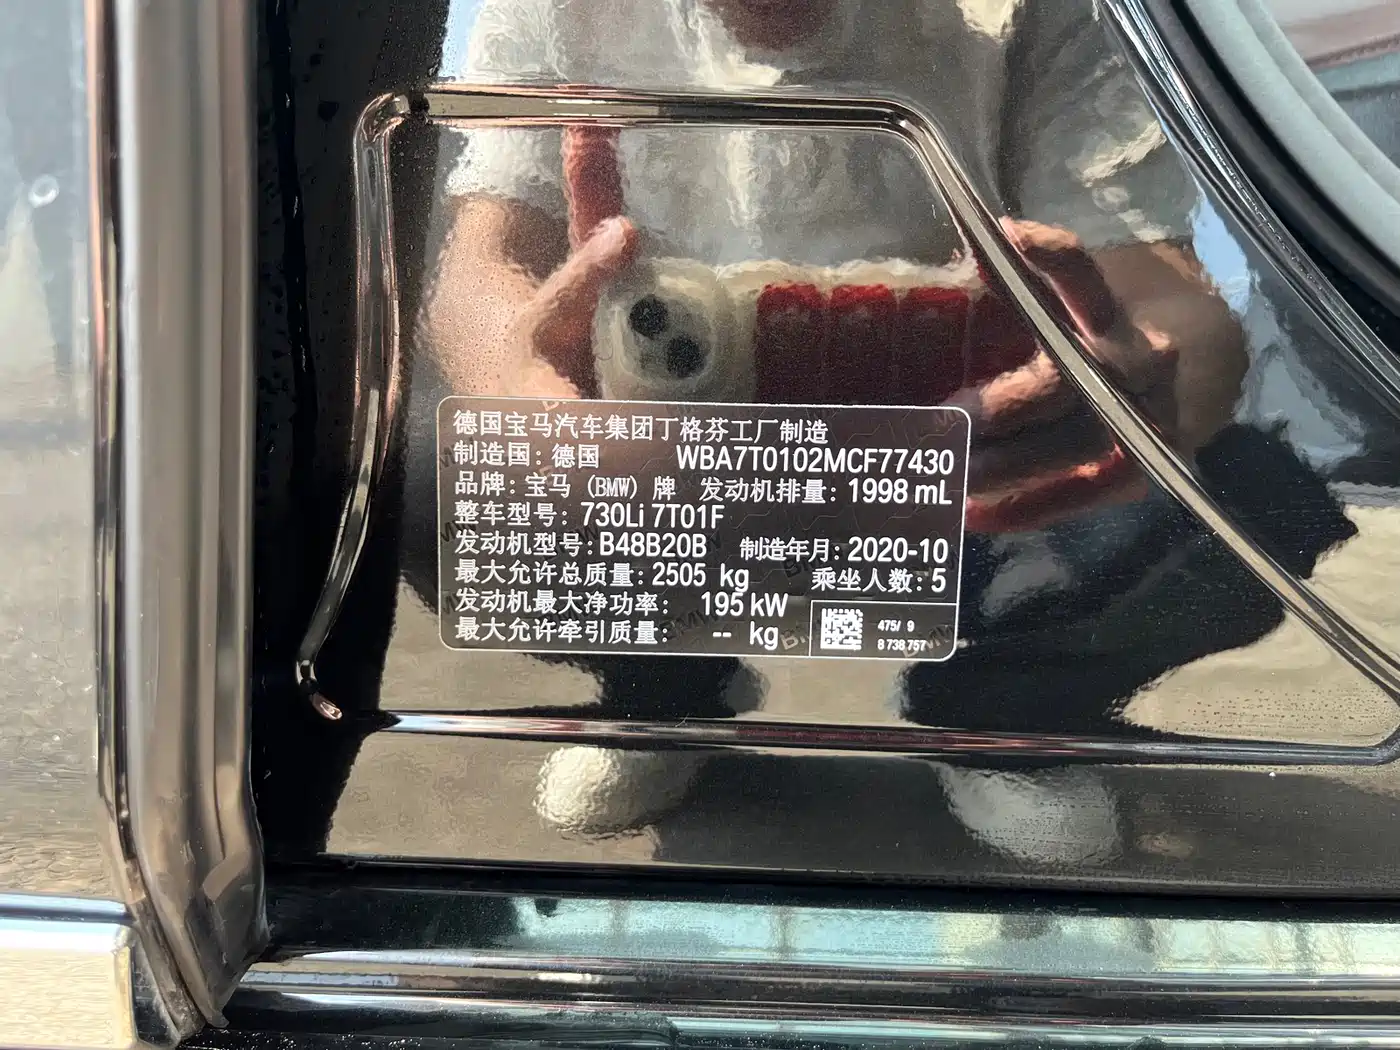 德国宝马汽车集团丁格芬工厂制造
制造国：德国 WBA7T0102MCF77430
品牌：宝马（BMW）牌 发动机排量：1998 mL
整车型号：730Li 7T01F
发动机型号：B48B20B 制造年月：2020-10
最大允许总质量：2505 kg 乘坐人数：5
发动机最大净功率： 195 kW
最大允许牵引质量： -- kg
475/ 9
8 738 757